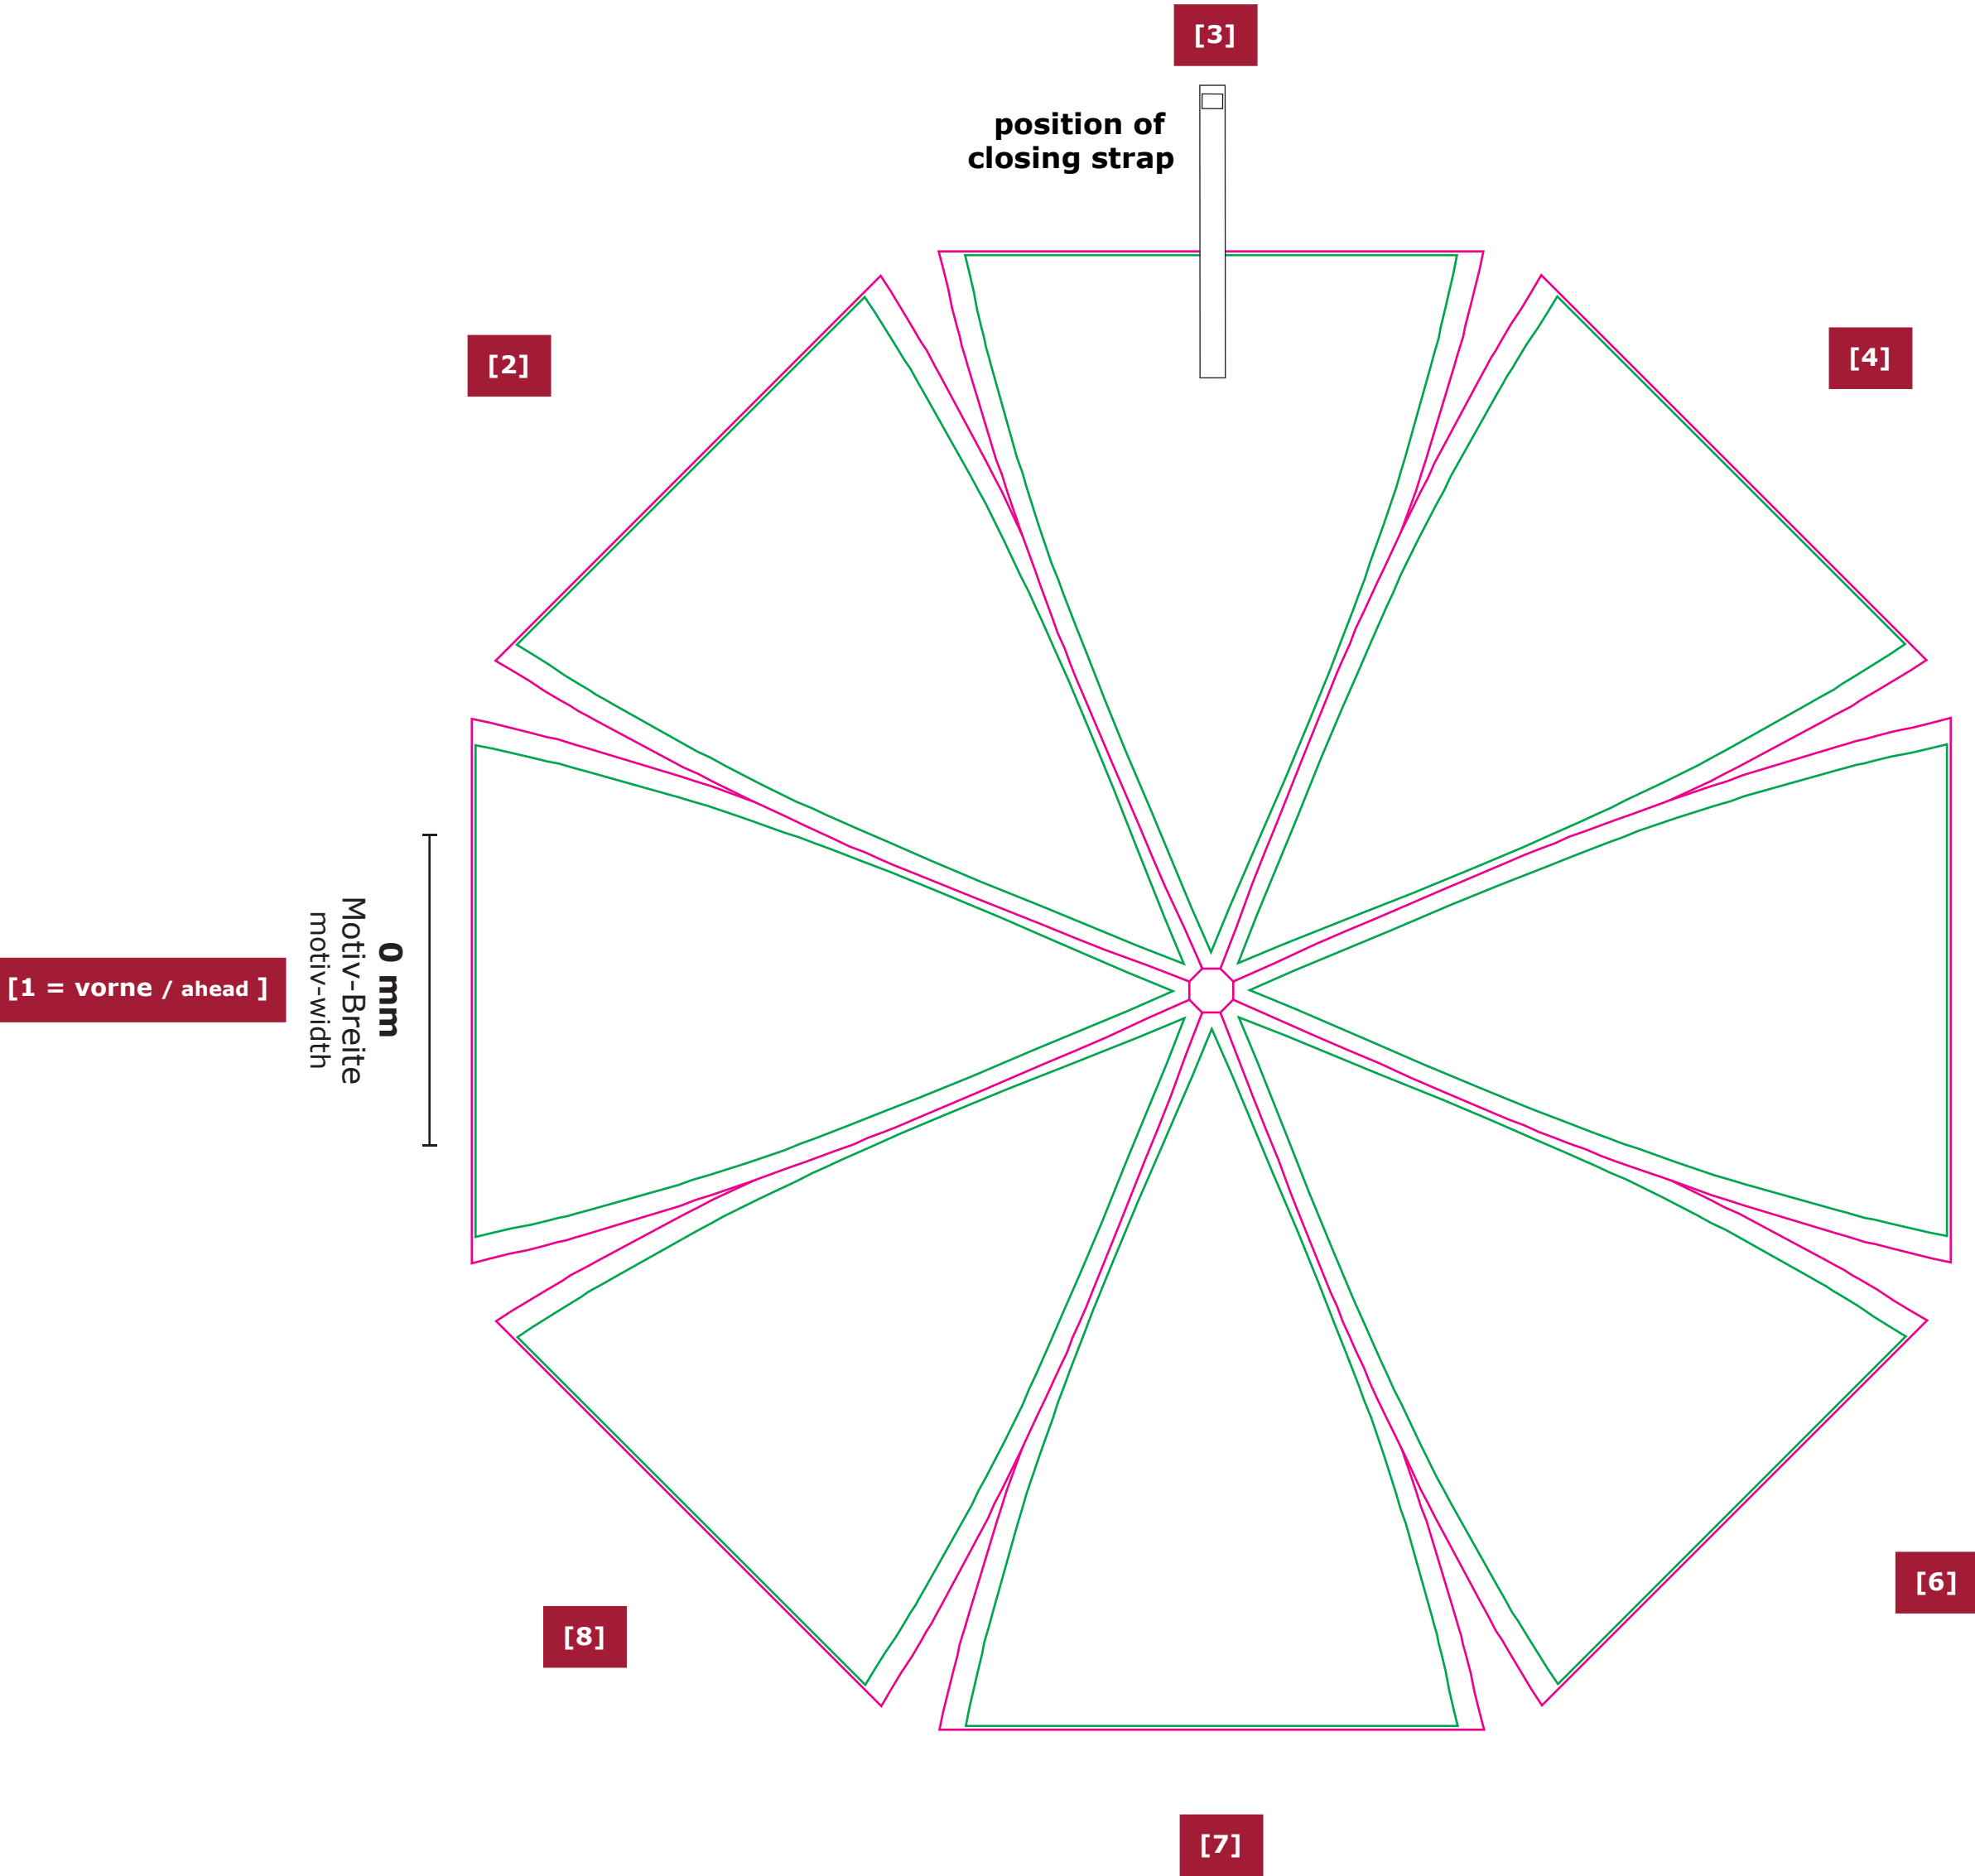 [3]
position of
closing strap
[2]
[4]
0 mm
Motiv-Breite
motiv-width
[1 = vorne / ahead ]
[6]
[8]
[7]